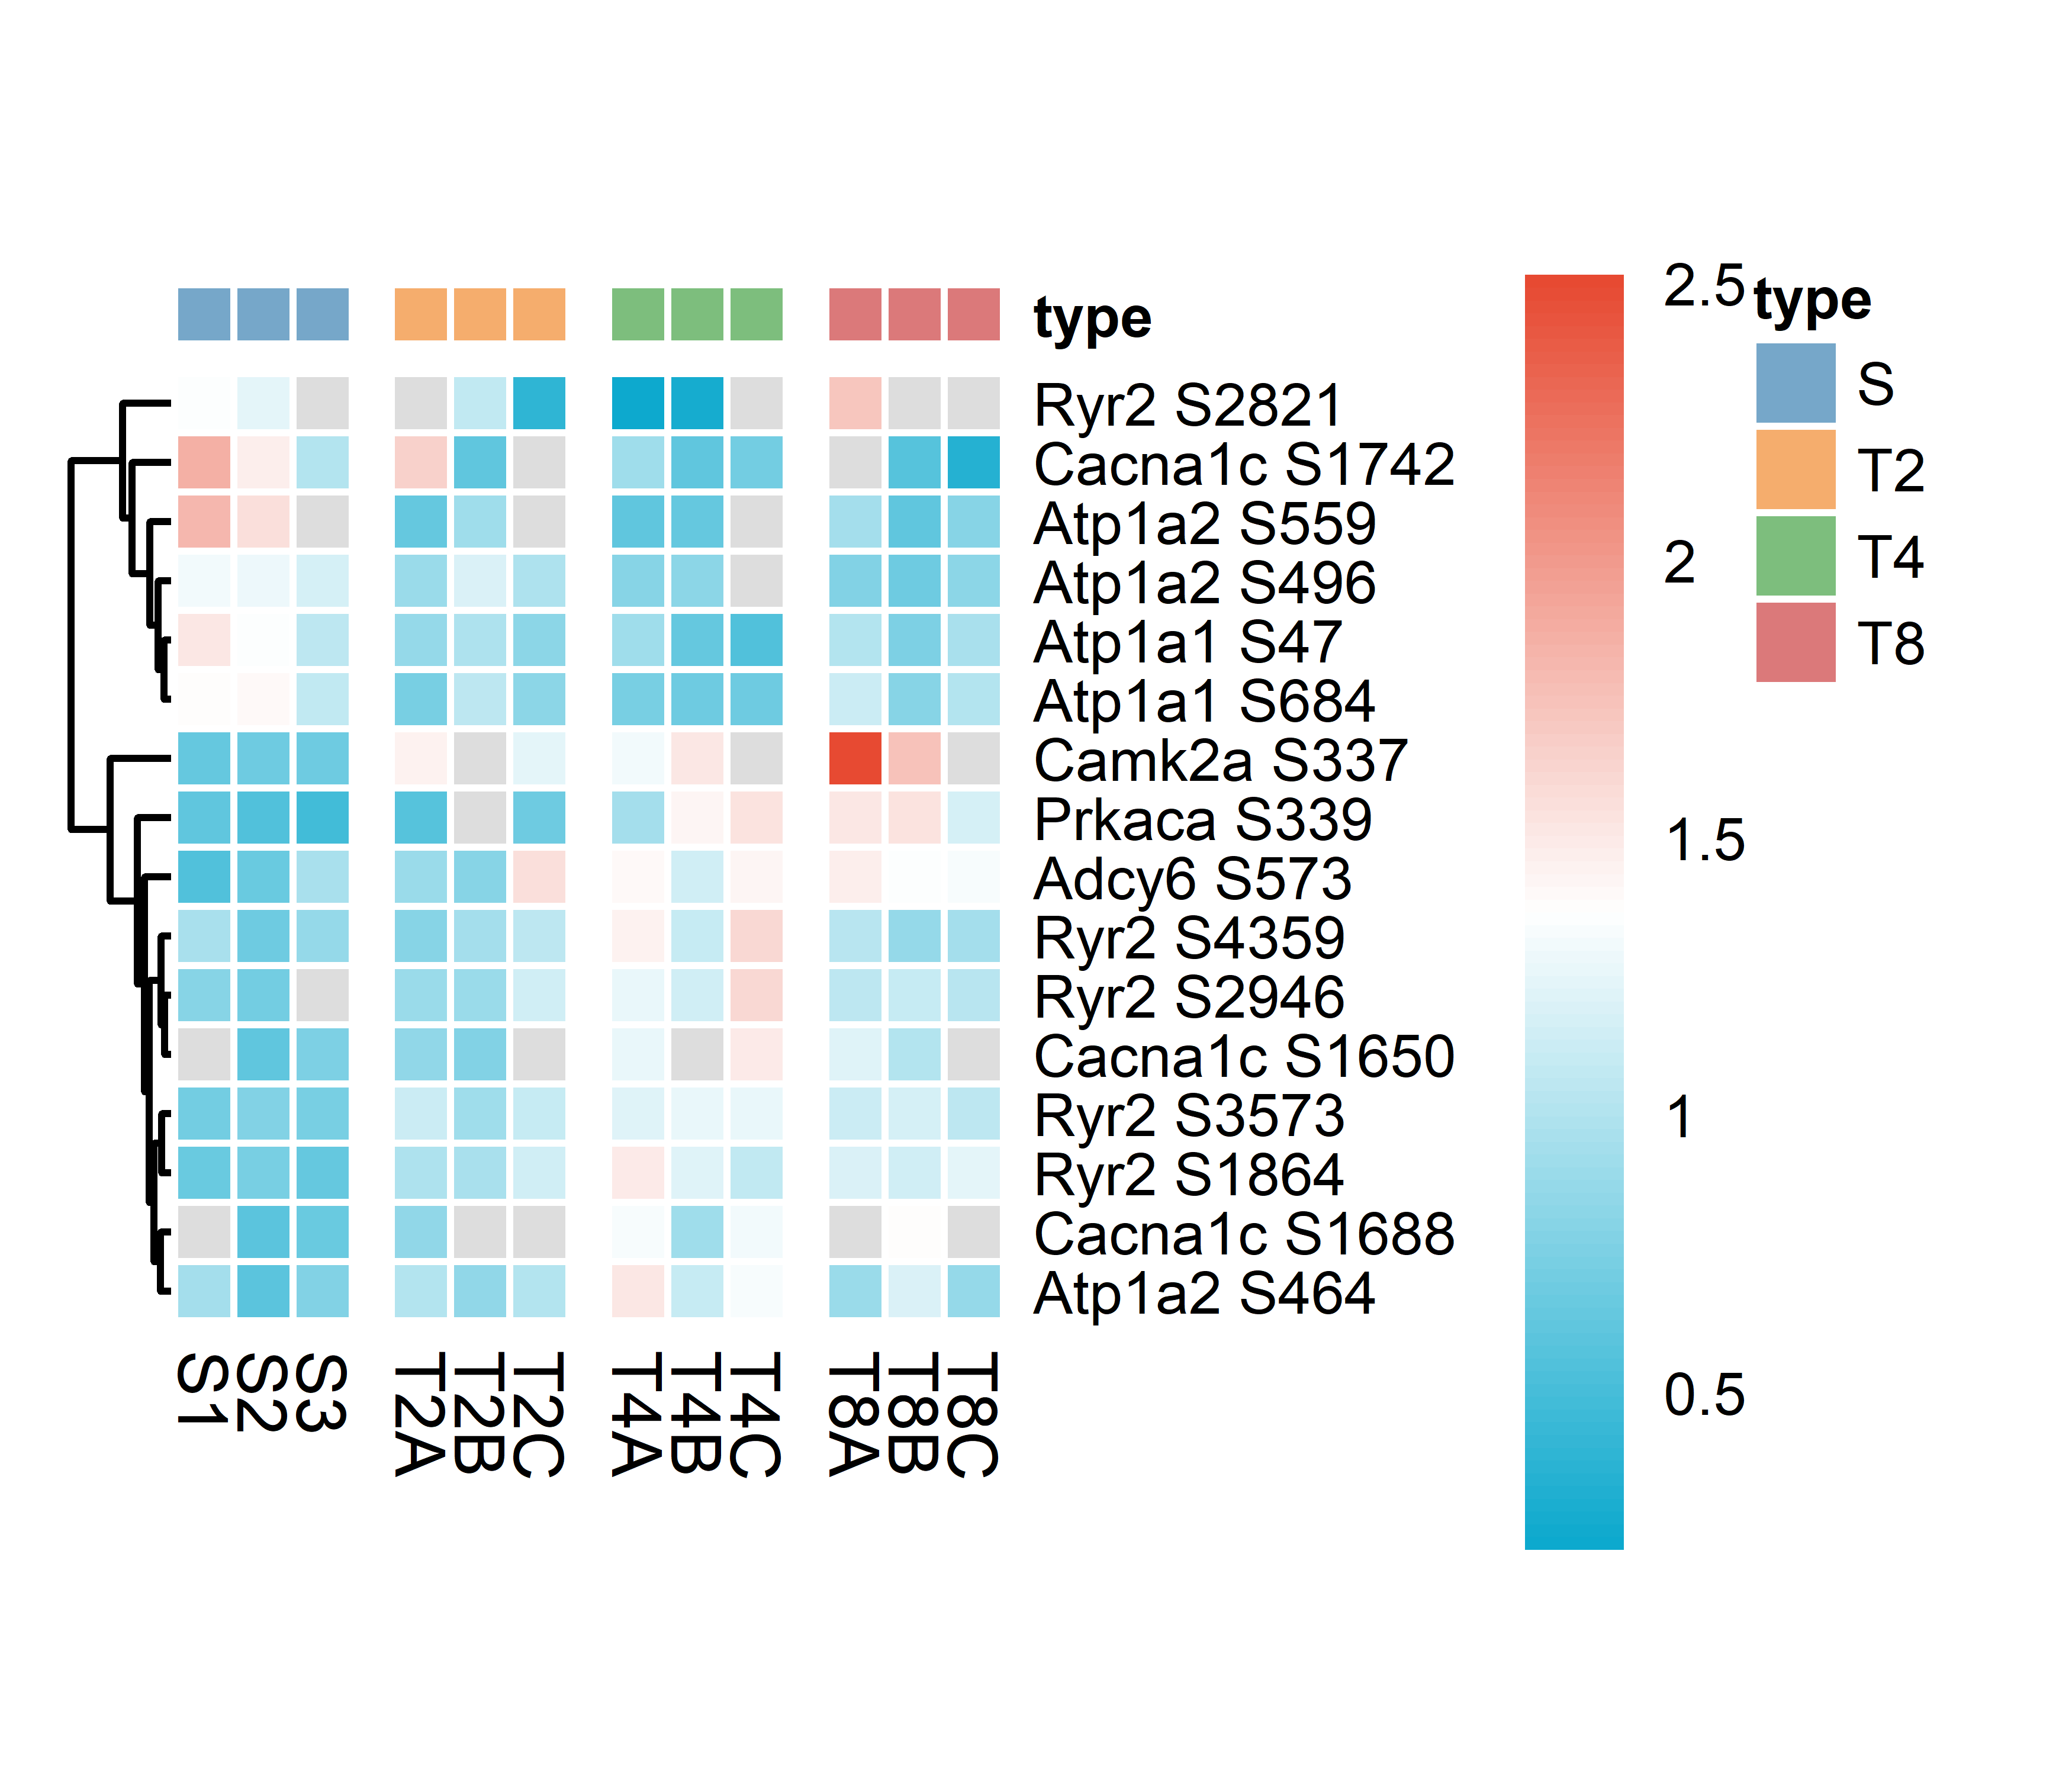 type
Ryr2 S2821
Cacna1c S1742
Atp1a2 S559
Atp1a2 S496
Atp1a1 S47
Atp1a1 S684
Camk2a S337
Prkaca S339
Adcy6 S573
Ryr2 S4359
Ryr2 S2946
Cacna1c S1650
Ryr2 S3573
Ryr2 S1864
Cacna1c S1688
Atp1a2 S464
S1 S2 S3 T2A T2B T2C T4A T4B T4C T8A T8B T8C
2.5
2
1.5
1
0.5
type
S
T2
T4
T8